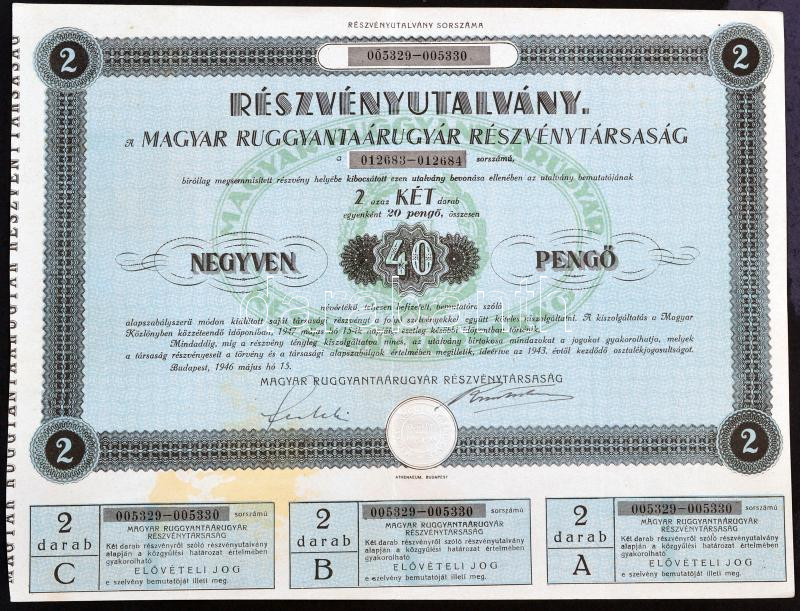 RÉSZVÉNYUTALVÁNY SORSZÁMA
005329-005330
2
2
RÉSZVÉNYUTALVÁNY.
A MAGYAR RUGGYANTAÁRUGYÁR RÉSZVÉNYTÁRSASÁG
a 012683-012684 sorszámú,
bíróilag megsemmisített részvény helyébe kibocsátott ezen utalvány bevonása ellenében az utalvány bemutatójának
2 azaz KÉT darab
egyenként 20 pengő, összesen
NEGYVEN 40 PENGŐ
névértékű, teljesen befizetett, bemutatóra szóló
alapszabályszerű módon kiállított saját társasági részvényt a folyó szelvényekkel együtt köteles kiszolgáltatni. A kiszolgáltatás a Magyar
Közlönyben közzéteendő időpontban, 1947 május hó 15-ik napján, esetleg későbbi időpontban történik.
Mindaddig, míg a részvény tényleg kiszolgáltatva nincs, az utalvány birtokosa mindazokat a jogokat gyakorolhatja, melyek
a társaság részvényeseit a törvény és a társasági alapszabályok értelmében megilletik, ideértve az 1943. évtől kezdődő osztalékjogosultságot.
Budapest, 1946 május hó 15.
MAGYAR RUGGYANTAÁRUGYÁR RÉSZVÉNYTÁRSASÁG
2
2
ATHENAEUM, BUDAPEST
MAGYAR RUGGYANTAÁRUGYÁR RÉSZVÉNYTÁRSASÁG
2
darab
C
005329-005330 sorszámú
MAGYAR RUGGYANTAÁRUGYÁR
RÉSZVÉNYTÁRSASÁG
Két darab részvényről szóló részvényutalvány
alapján a közgyűlési határozat értelmében
gyakorolható
ELŐVÉTELI JOG
e szelvény bemutatóját illeti meg.
2
darab
B
005329-005330 sorszámú
MAGYAR RUGGYANTAÁRUGYÁR
RÉSZVÉNYTÁRSASÁG
Két darab részvényről szóló részvényutalvány
alapján a közgyűlési határozat értelmében
gyakorolható
ELŐVÉTELI JOG
e szelvény bemutatóját illeti meg.
2
darab
A
005329-005330 sorszámú
MAGYAR RUGGYANTAÁRUGYÁR
RÉSZVÉNYTÁRSASÁG
Két darab részvényről szóló részvényutalvány
alapján a közgyűlési határozat értelmében
gyakorolható
ELŐVÉTELI JOG
e szelvény bemutatóját illeti meg.